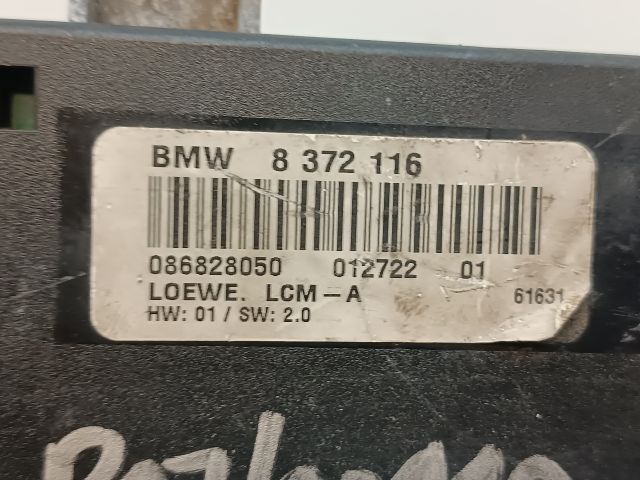 BMW 8 372 116
086828050 012722 01
LOEWE. LCM-A 61631
HW: 01 / SW: 2.0